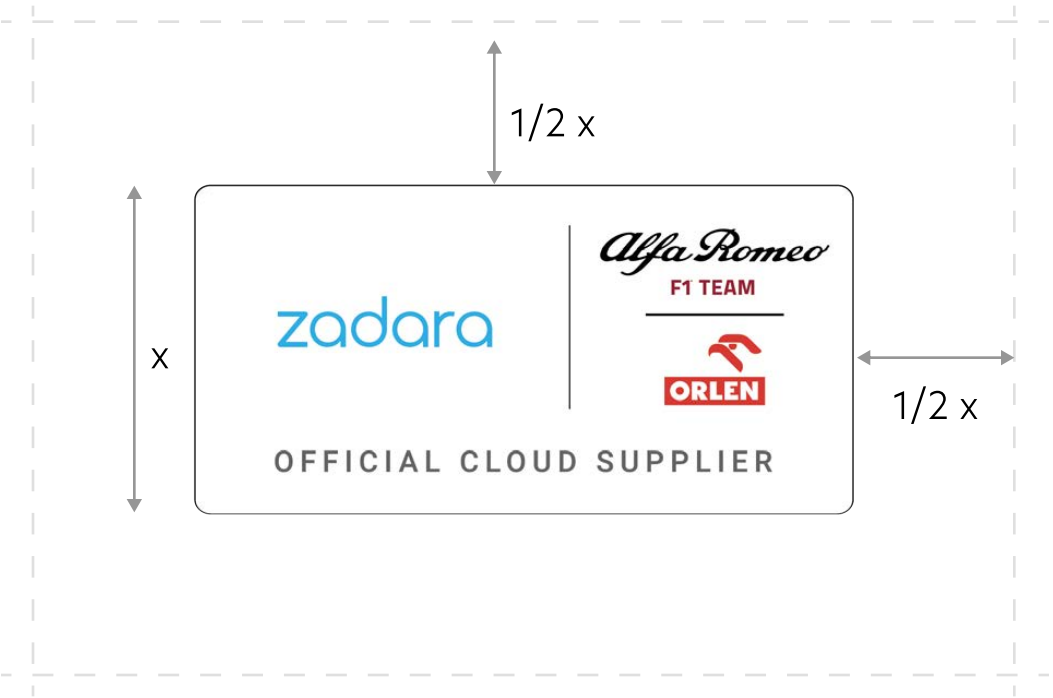 1/2 x
x
zadara
Alfa Romeo
F1 TEAM
ORLEN
1/2 x
OFFICIAL CLOUD SUPPLIER